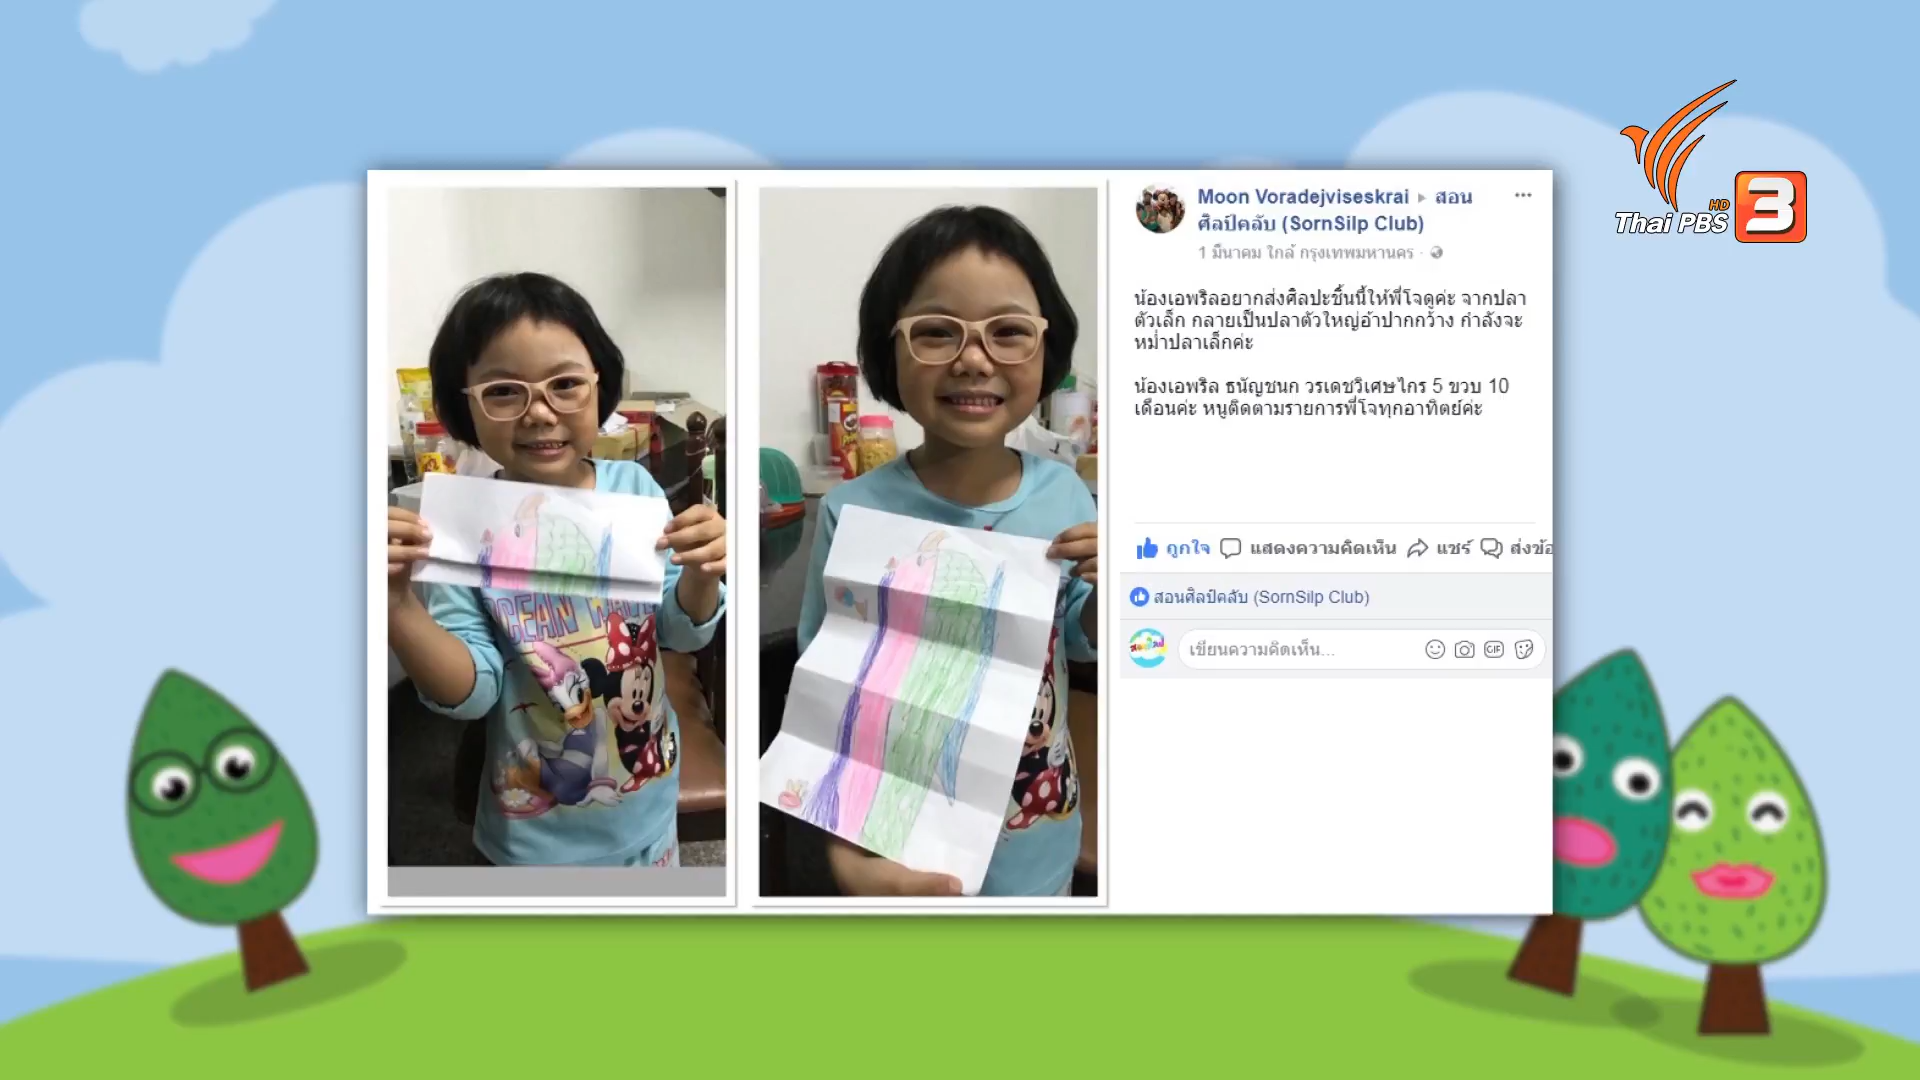 Moon Voradejviseskrai ▸ สอน
ศิลป์คลับ (SornSilp Club)
1 มีนาคม ใกล้ กรุงเทพมหานคร ·
น้องเอพริลอยากส่งศิลปะชิ้นนี้ให้พี่โจดูค่ะ จากปลา
ตัวเล็ก กลายเป็นปลาตัวใหญ่อ้าปากกว้าง กำลังจะ
หม่ำปลาเล็กค่ะ
น้องเอพริล ธนัญชนก วรเดชวิเศษไกร 5 ขวบ 10
เดือนค่ะ หนูติดตามรายการพี่โจทุกอาทิตย์ค่ะ
ถูกใจ แสดงความคิดเห็น แชร์ ส่งข้อ
สอนศิลป์คลับ (SornSilp Club)
เขียนความคิดเห็น...
GIF
HD
Thai PBS 3
OCEAN